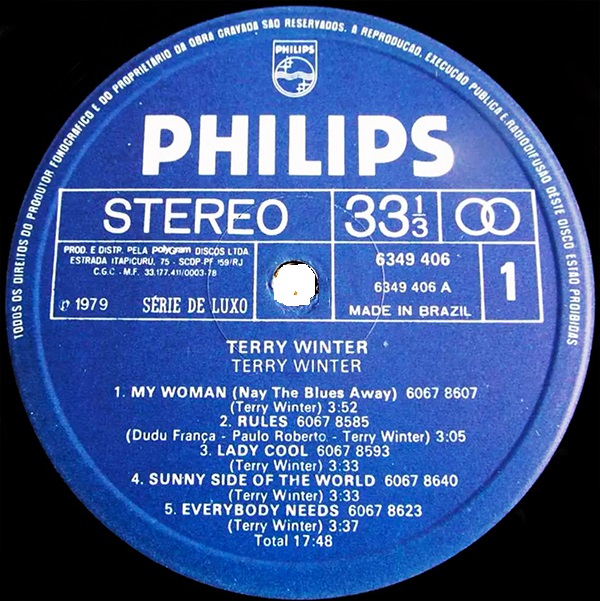 TODOS OS DIREITOS DO PRODUTOR FONOGRÁFICO E DO PROPRIETÁRIO DA OBRA GRAVADA SÃO RESERVADOS. A REPRODUÇÃO, EXECUÇÃO PÚBLICA E RADIODIFUSÃO DESTE DISCO ESTÃO PROIBIDAS
PHILIPS
PHILIPS
STEREO
33 1/3
PROD. E DISTR. PELA polyGram DISCOS LTDA
ESTRADA ITAPICURÚ, 75 - SCDP-PF 59/RJ
C.G.C - M.F. 33.177.411/0003-78
℗ 1979 SÉRIE DE LUXO
6349 406
6349 406 A
MADE IN BRAZIL
1
TERRY WINTER
TERRY WINTER
1. MY WOMAN (Nay The Blues Away) 6067 8607
(Terry Winter) 3:52
2. RULES 6067 8585
(Dudu França - Paulo Roberto - Terry Winter) 3:05
3. LADY COOL 6067 8593
(Terry Winter) 3:33
4. SUNNY SIDE OF THE WORLD 6067 8640
(Terry Winter) 3:33
5. EVERYBODY NEEDS 6067 8623
(Terry Winter) 3:37
Total 17:48